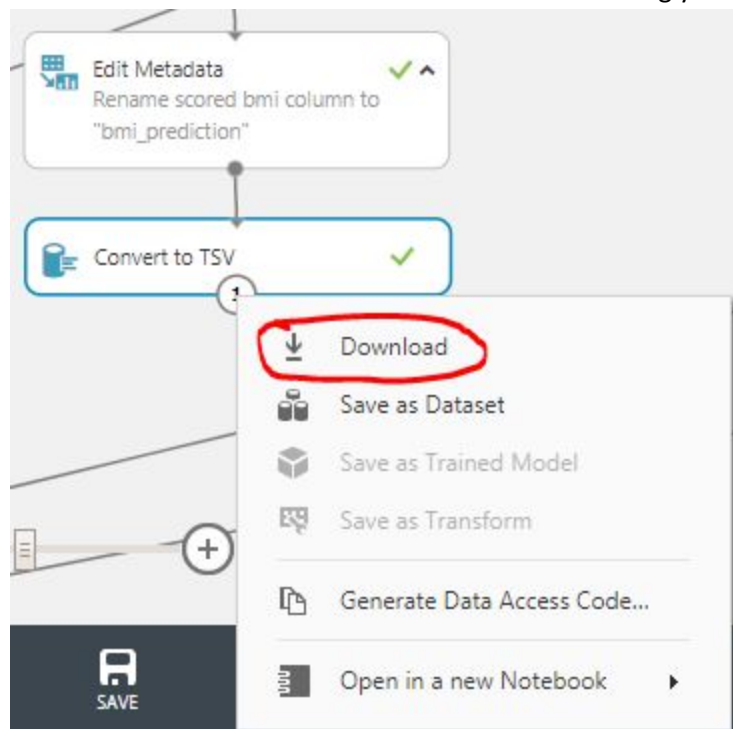 Edit Metadata
Rename scored bmi column to
"bmi_prediction"
Convert to TSV
1
Download
Save as Dataset
Save as Trained Model
Save as Transform
Generate Data Access Code...
Open in a new Notebook
SAVE